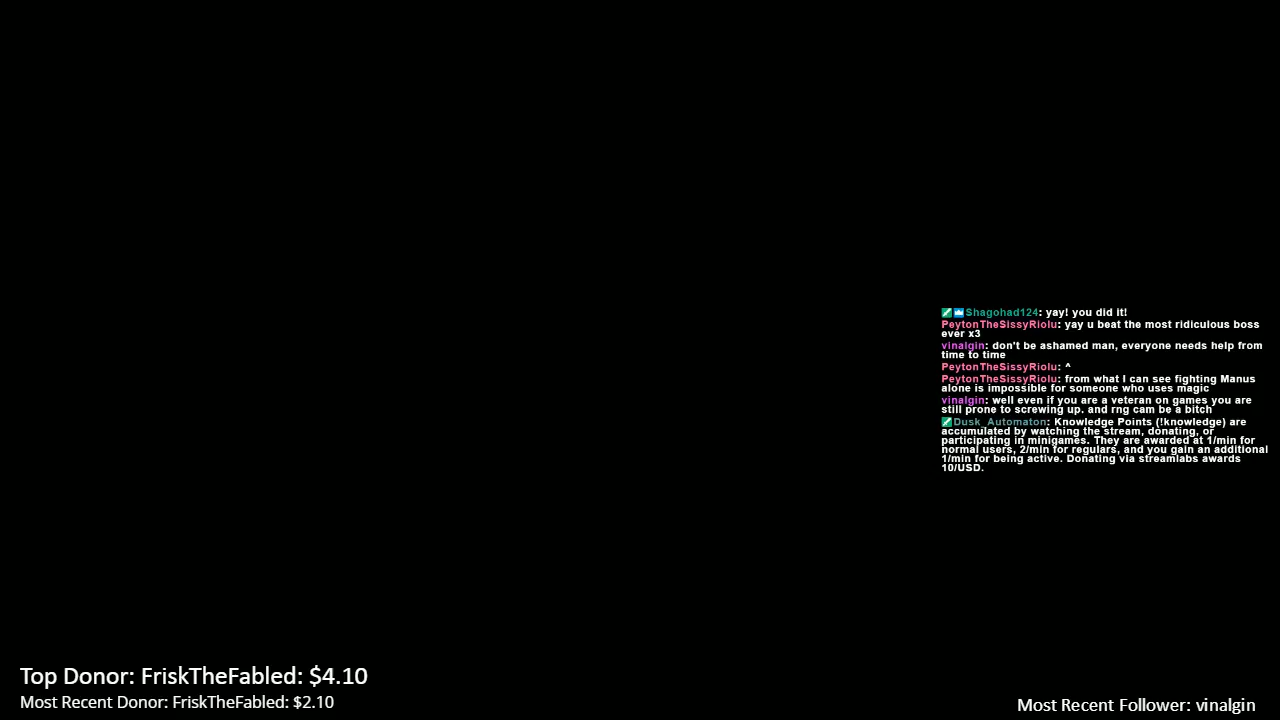 Shagohad124: yay! you did it!
PeytonTheSissyRiolu: yay u beat the most ridiculous boss
ever x3
vinalgin: don't be ashamed man, everyone needs help from
time to time
PeytonTheSissyRiolu: ^
PeytonTheSissyRiolu: from what I can see fighting Manus
alone is impossible for someone who uses magic
vinalgin: well even if you are a veteran on games you are
still prone to screwing up. and rng cam be a bitch
Dusk_Automaton: Knowledge Points (!knowledge) are
accumulated by watching the stream, donating, or
participating in minigames. They are awarded at 1/min for
normal users, 2/min for regulars, and you gain an additional
1/min for being active. Donating via streamlabs awards
10/USD.
Top Donor: FriskTheFabled: $4.10
Most Recent Donor: FriskTheFabled: $2.10
Most Recent Follower: vinalgin